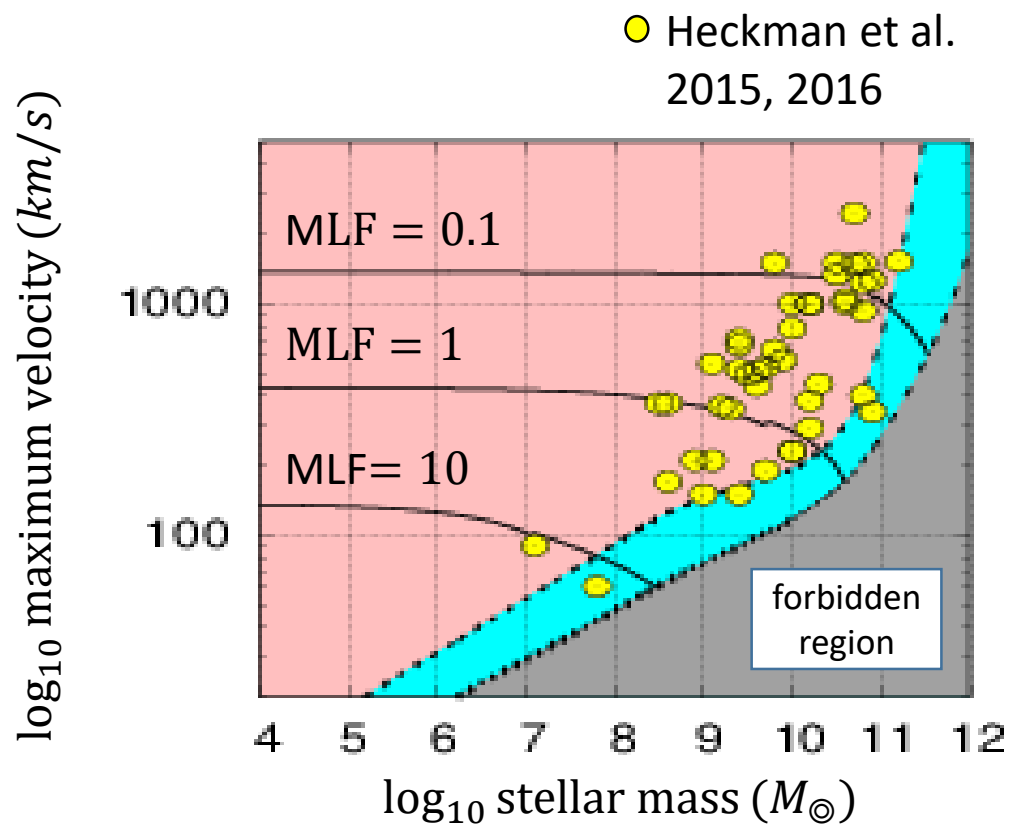 Heckman et al.
2015, 2016
log₁₀ maximum velocity (km/s)
MLF = 0.1
1000
MLF = 1
MLF= 10
100
forbidden
region
4 5 6 7 8 9 10 11 12
log₁₀ stellar mass (M◎)